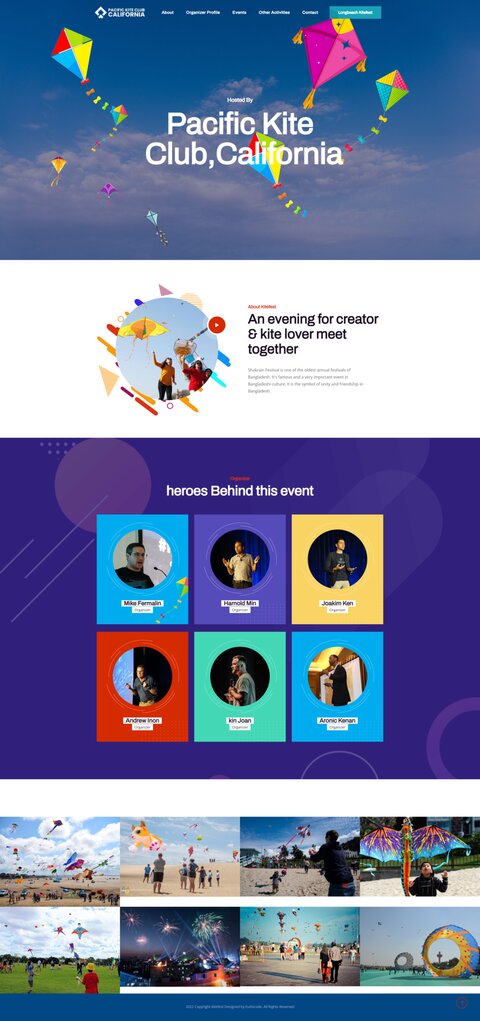 PACIFIC KITE CLUB
CALIFORNIA
About
Organizer Profile
Events
Other Activities
Contact
Longbeach Kitefest
Hosted By
Pacific Kite
Club,California
About Kitefest
An evening for creator
& kite lover meet
together
Shakrain Festival is one of the oldest annual festivals of
Bangladesh. It's famous and a very important event in
Bangladeshi culture. It is the symbol of unity and friendship in
Bangladesh.
Organizer
heroes Behind this event
Mike Fermalin
Organizer
Harnold Min
Organizer
Joakim Ken
Organizer
Andrew Inon
Organizer
kin Joan
Organizer
Aronic Kenan
Organizer
2022 Copyright Kitefest Designed by
All Rights Reserved